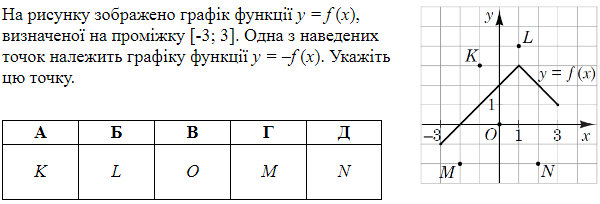 На рисунку зображено графік функції y = f (x),
визначеної на проміжку [-3; 3]. Одна з наведених
точок належить графіку функції y = –f (x). Укажіть
цю точку.
А Б В Г Д
K L O M N
y
L
K
y = f (x)
1
–3 O 1 3 x
M N